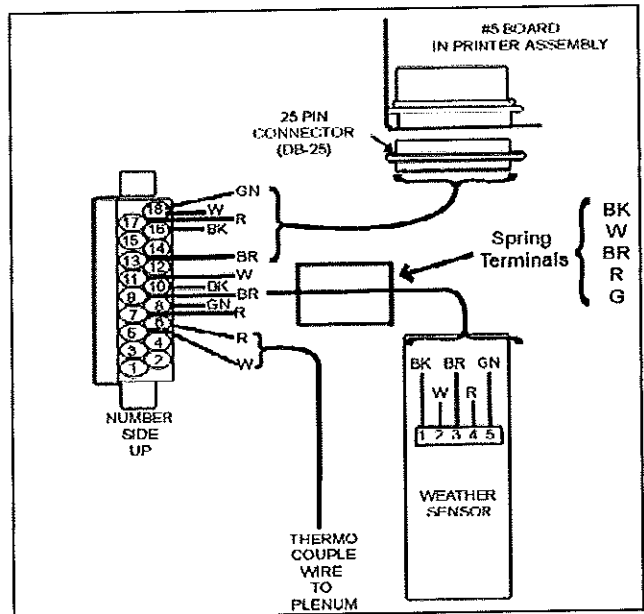 #5 BOARD
IN PRINTER ASSEMBLY
25 PIN
CONNECTOR
(DB-25)
GN
W
R
BK
BR
W
BK
BR
GN
R
R
W
18
17
16
15
14
13
12
11
10
9
8
7
6
5
4
3
2
1
NUMBER
SIDE
UP
Spring
Terminals
BK
W
BR
R
G
BK BR GN
W R
1 2 3 4 5
WEATHER
SENSOR
THERMO
COUPLE
WIRE
TO
PLENUM